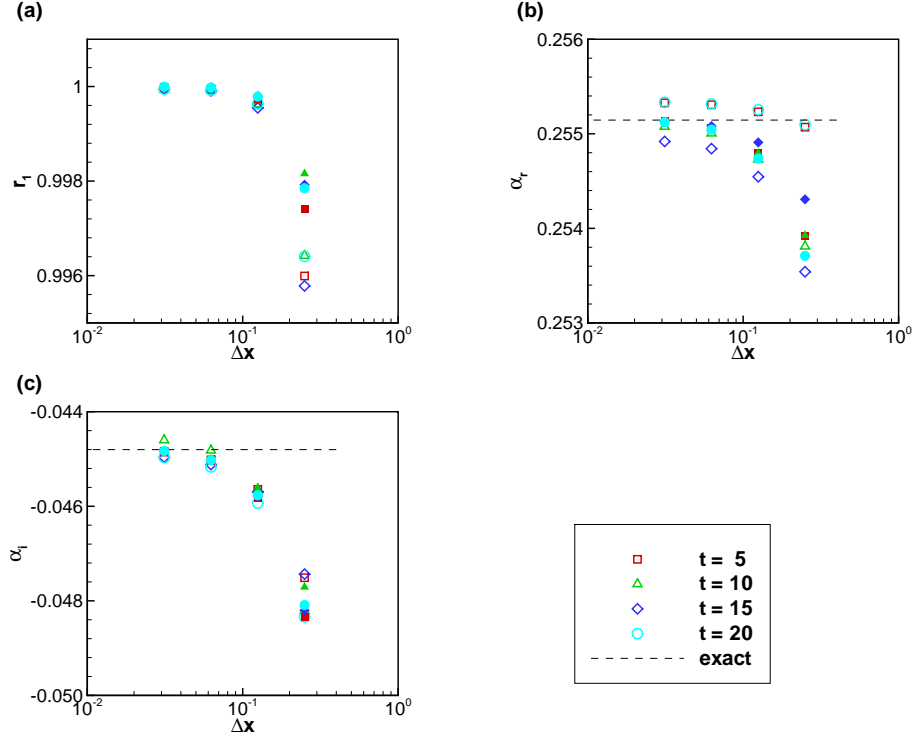 (a)
1
0.998
0.996
r₁
10⁻² 10⁻¹ 10⁰
Δx
(b)
0.256
0.255
0.254
0.253
αᵣ
10⁻² 10⁻¹ 10⁰
Δx
(c)
-0.044
-0.046
-0.048
-0.050
αᵢ
10⁻² 10⁻¹ 10⁰
Δx
t = 5
t = 10
t = 15
t = 20
exact